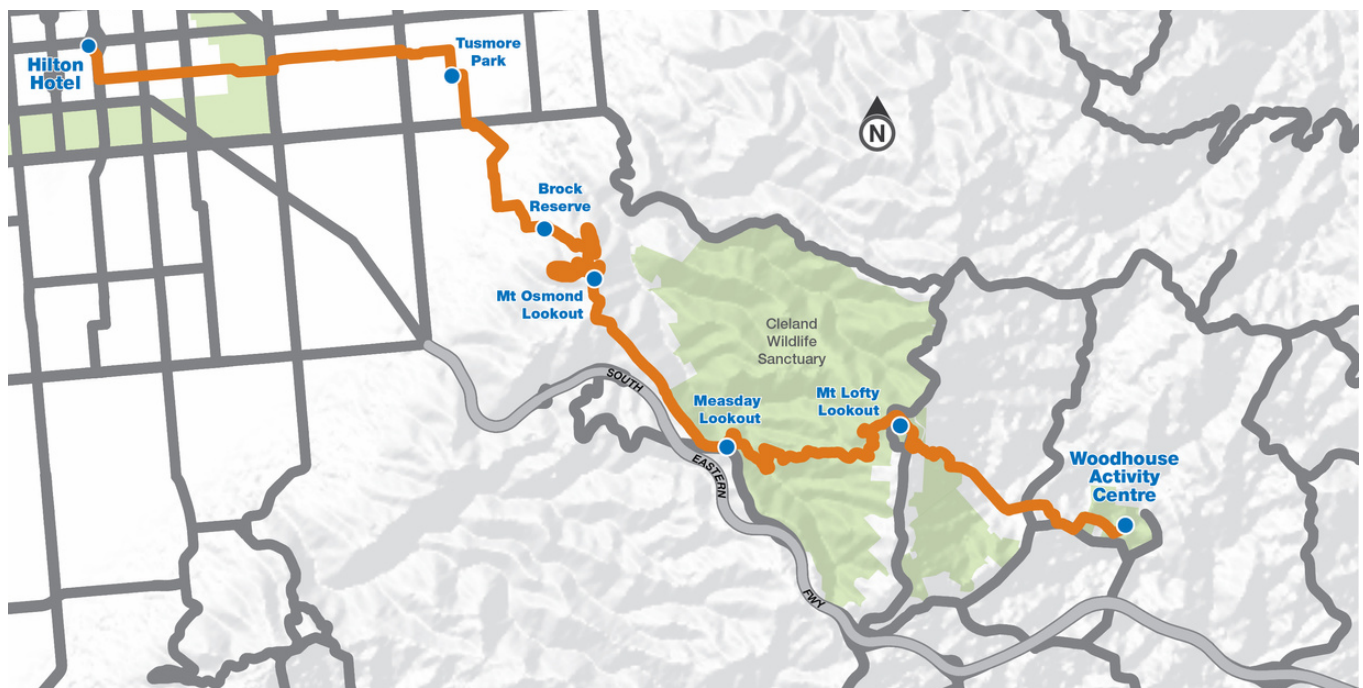 Hilton
Hotel
Tusmore
Park
N
Brock
Reserve
Mt Osmond
Lookout
Cleland
Wildlife
Sanctuary
SOUTH
EASTERN
FWY
Measday
Lookout
Mt Lofty
Lookout
Woodhouse
Activity
Centre